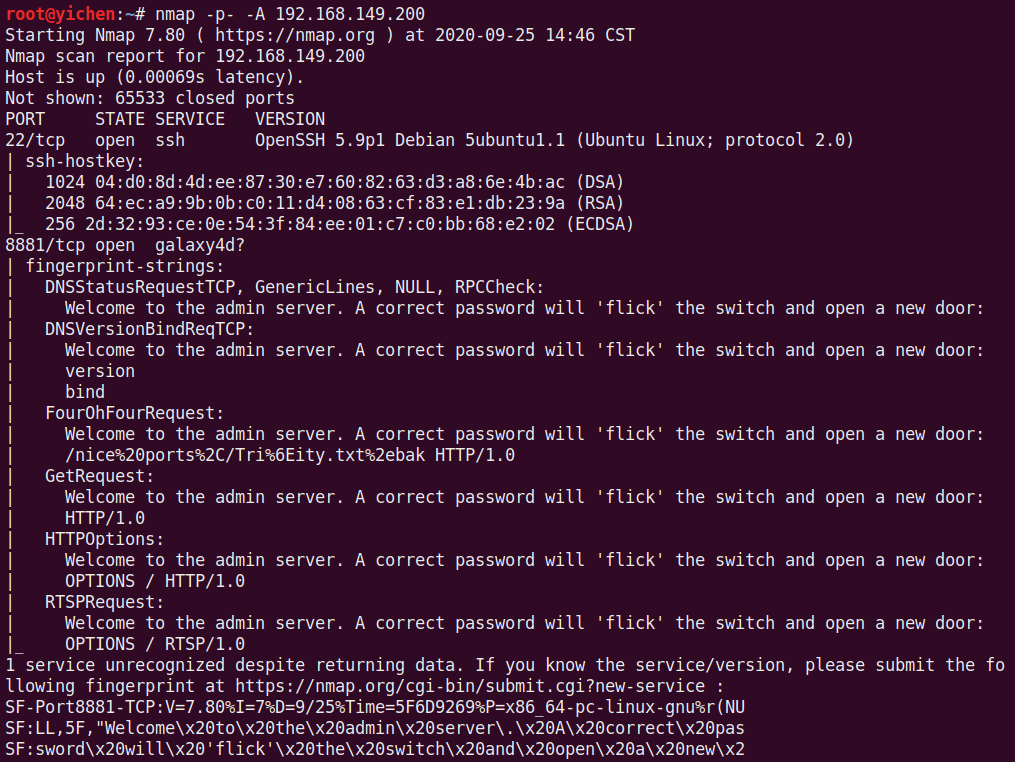 root@yichen:~# nmap -p- -A 192.168.149.200
Starting Nmap 7.80 ( https://nmap.org ) at 2020-09-25 14:46 CST
Nmap scan report for 192.168.149.200
Host is up (0.00069s latency).
Not shown: 65533 closed ports
PORT     STATE SERVICE   VERSION
22/tcp   open  ssh       OpenSSH 5.9p1 Debian 5ubuntu1.1 (Ubuntu Linux; protocol 2.0)
| ssh-hostkey:
|   1024 04:d0:8d:4d:ee:87:30:e7:60:82:63:d3:a8:6e:4b:ac (DSA)
|   2048 64:ec:a9:9b:0b:c0:11:d4:08:63:cf:83:e1:db:23:9a (RSA)
|_  256 2d:32:93:ce:0e:54:3f:84:ee:01:c7:c0:bb:68:e2:02 (ECDSA)
8881/tcp open  galaxy4d?
| fingerprint-strings:
|   DNSStatusRequestTCP, GenericLines, NULL, RPCCheck:
|     Welcome to the admin server. A correct password will 'flick' the switch and open a new door:
|   DNSVersionBindReqTCP:
|     Welcome to the admin server. A correct password will 'flick' the switch and open a new door:
|     version
|     bind
|   FourOhFourRequest:
|     Welcome to the admin server. A correct password will 'flick' the switch and open a new door:
|     /nice%20ports%2C/Tri%6Eity.txt%2ebak HTTP/1.0
|   GetRequest:
|     Welcome to the admin server. A correct password will 'flick' the switch and open a new door:
|     HTTP/1.0
|   HTTPOptions:
|     Welcome to the admin server. A correct password will 'flick' the switch and open a new door:
|     OPTIONS / HTTP/1.0
|   RTSPRequest:
|     Welcome to the admin server. A correct password will 'flick' the switch and open a new door:
|_    OPTIONS / RTSP/1.0
1 service unrecognized despite returning data. If you know the service/version, please submit the fo
llowing fingerprint at https://nmap.org/cgi-bin/submit.cgi?new-service :
SF-Port8881-TCP:V=7.80%I=7%D=9/25%Time=5F6D9269%P=x86_64-pc-linux-gnu%r(NU
SF:LL,5F,"Welcome\x20to\x20the\x20admin\x20server\.\x20A\x20correct\x20pas
SF:sword\x20will\x20'flick'\x20the\x20switch\x20and\x20open\x20a\x20new\x2